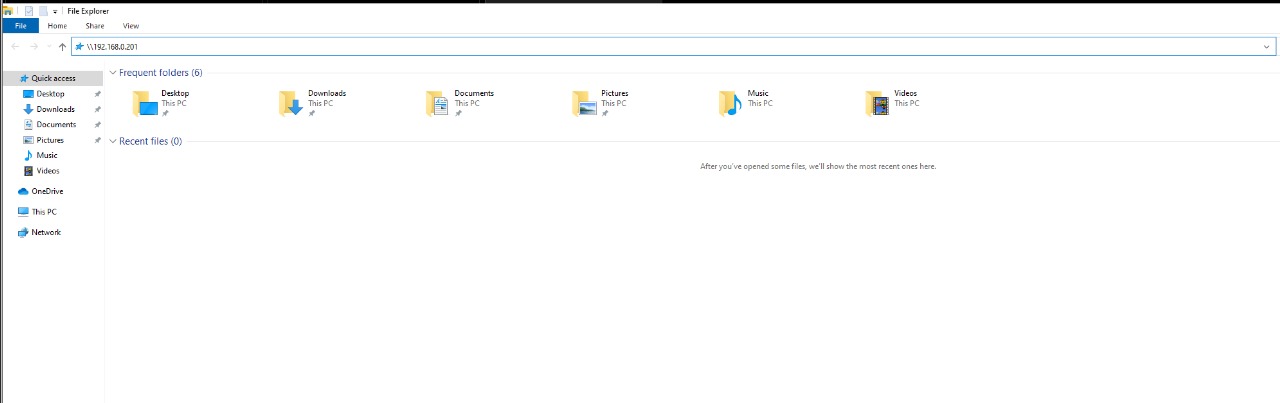 File Explorer
File Home Share View
\\192.168.0.201
Quick access
Desktop
Downloads
Documents
Pictures
Music
Videos
OneDrive
This PC
Network
Frequent folders (6)
Desktop
This PC
Downloads
This PC
Documents
This PC
Pictures
This PC
Music
This PC
Videos
This PC
Recent files (0)
After you've opened some files, we'll show the most recent ones here.